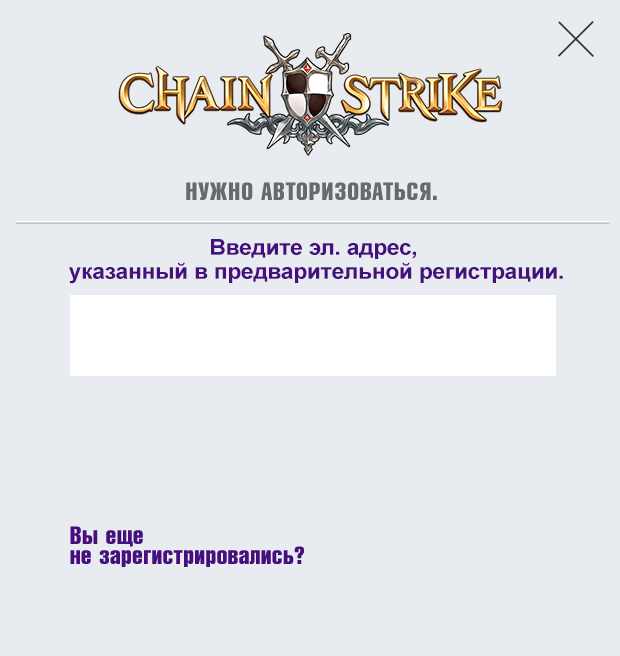 CHAIN STRIKE
НУЖНО АВТОРИЗОВАТЬСЯ.
Введите эл. адрес,
указанный в предварительной регистрации.
Вы еще
не зарегистрировались?